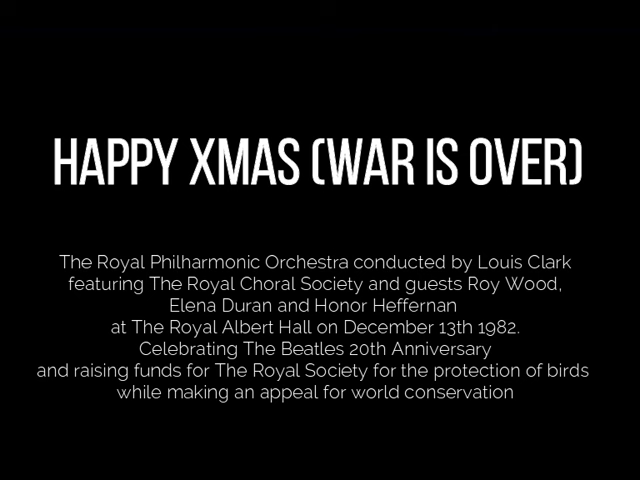 HAPPY XMAS (WAR IS OVER)
The Royal Philharmonic Orchestra conducted by Louis Clark
featuring The Royal Choral Society and guests Roy Wood,
Elena Duran and Honor Heffernan
at The Royal Albert Hall on December 13th 1982.
Celebrating The Beatles 20th Anniversary
and raising funds for The Royal Society for the protection of birds
while making an appeal for world conservation